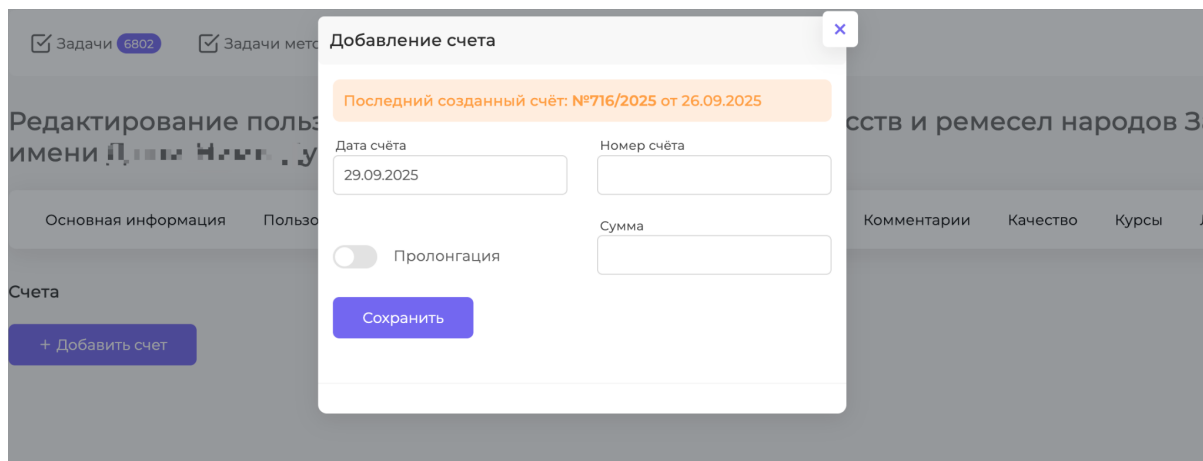 Задачи 6802
Задачи мето
Добавление счета
Последний созданный счёт: №716/2025 от 26.09.2025
Редактирование польз
сств и ремесел народов З
имени
Дата счёта
Номер счёта
29.09.2025
Основная информация
Пользо
Комментарии
Качество
Курсы
Сумма
Пролонгация
Счета
Сохранить
+ Добавить счет